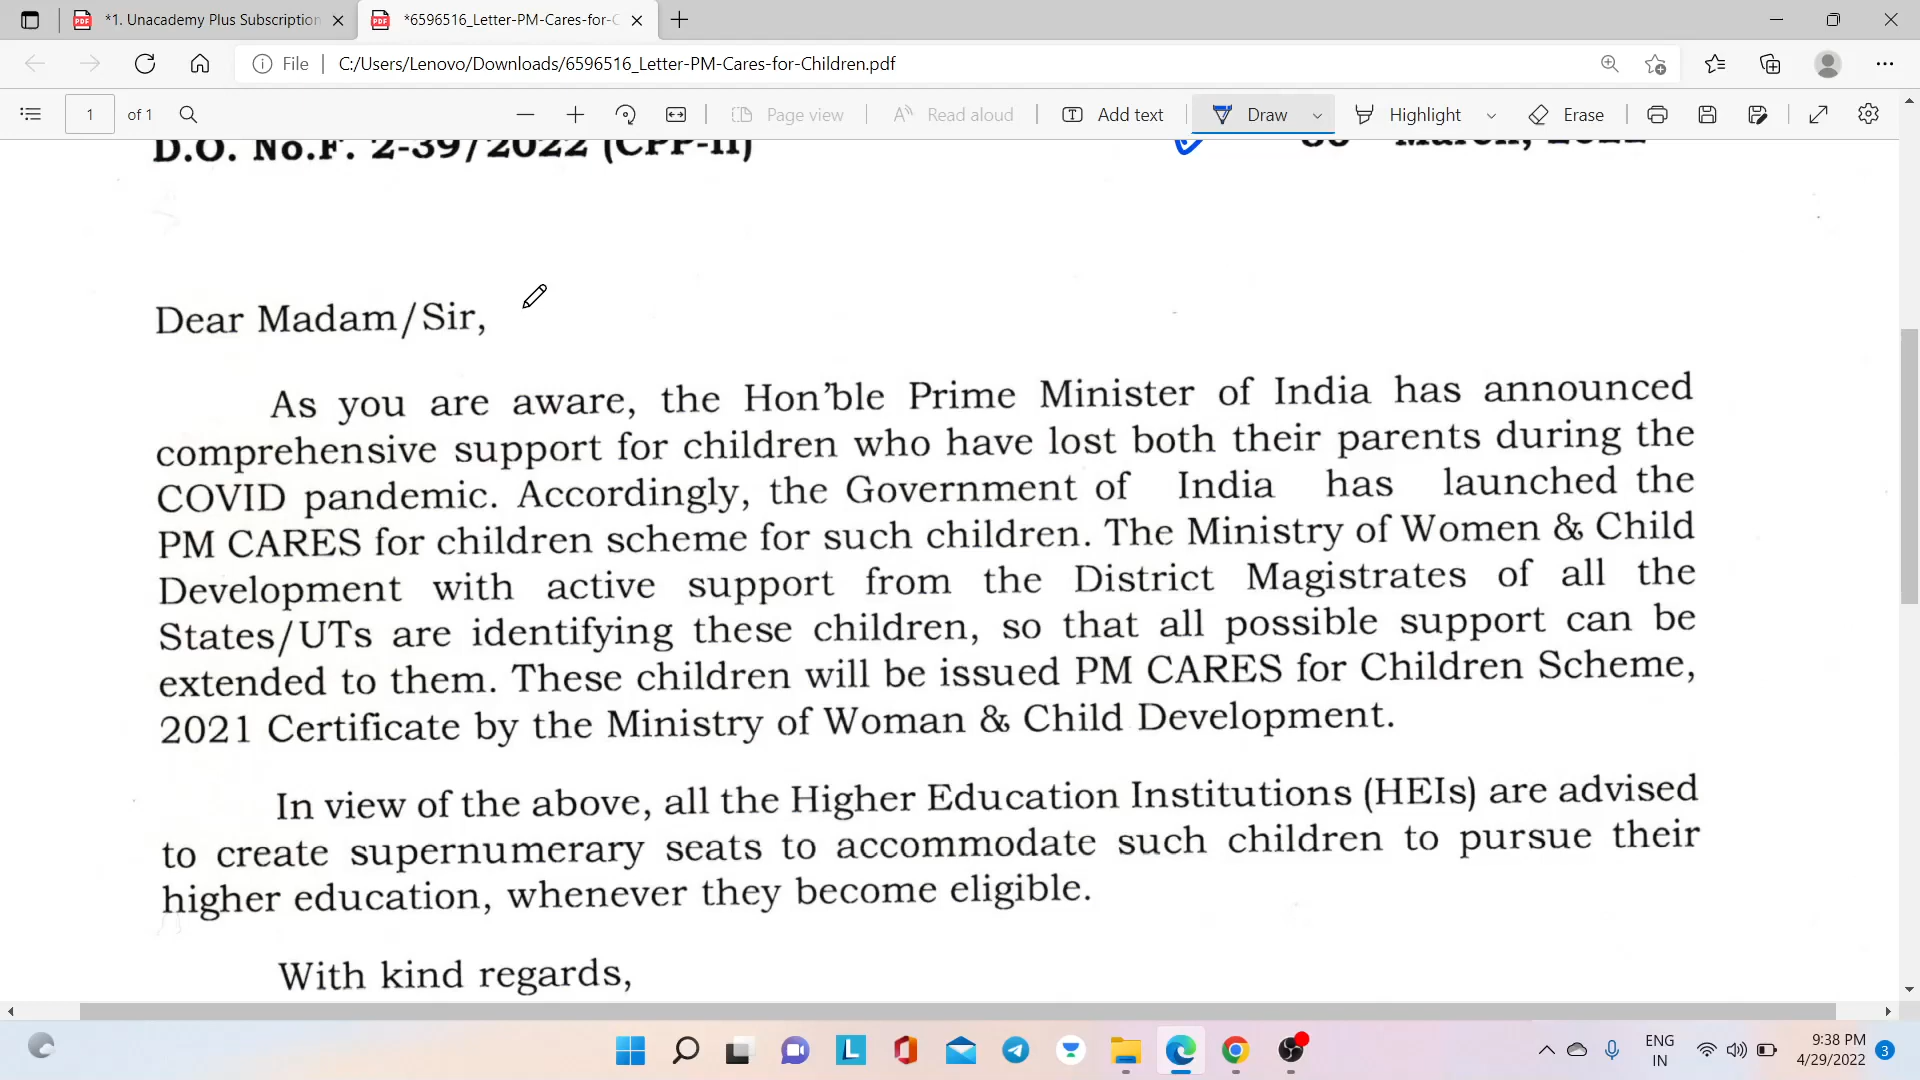 *1. Unacademy Plus Subscription
*6596516_Letter-PM-Cares-for-C
File
C:/Users/Lenovo/Downloads/6596516_Letter-PM-Cares-for-Children.pdf
1 of 1
Page view
Read aloud
Add text
Draw
Highlight
Erase
D.O. No.F. 2-39/2022 (CPP-II)
March, 2022
Dear Madam/Sir,
As you are aware, the Hon'ble Prime Minister of India has announced
comprehensive support for children who have lost both their parents during the
COVID pandemic. Accordingly, the Government of India has launched the
PM CARES for children scheme for such children. The Ministry of Women & Child
Development with active support from the District Magistrates of all the
States/UTs are identifying these children, so that all possible support can be
extended to them. These children will be issued PM CARES for Children Scheme,
2021 Certificate by the Ministry of Woman & Child Development.
In view of the above, all the Higher Education Institutions (HEIs) are advised
to create supernumerary seats to accommodate such children to pursue their
higher education, whenever they become eligible.
With kind regards,
ENG
IN
9:38 PM
4/29/2022
3